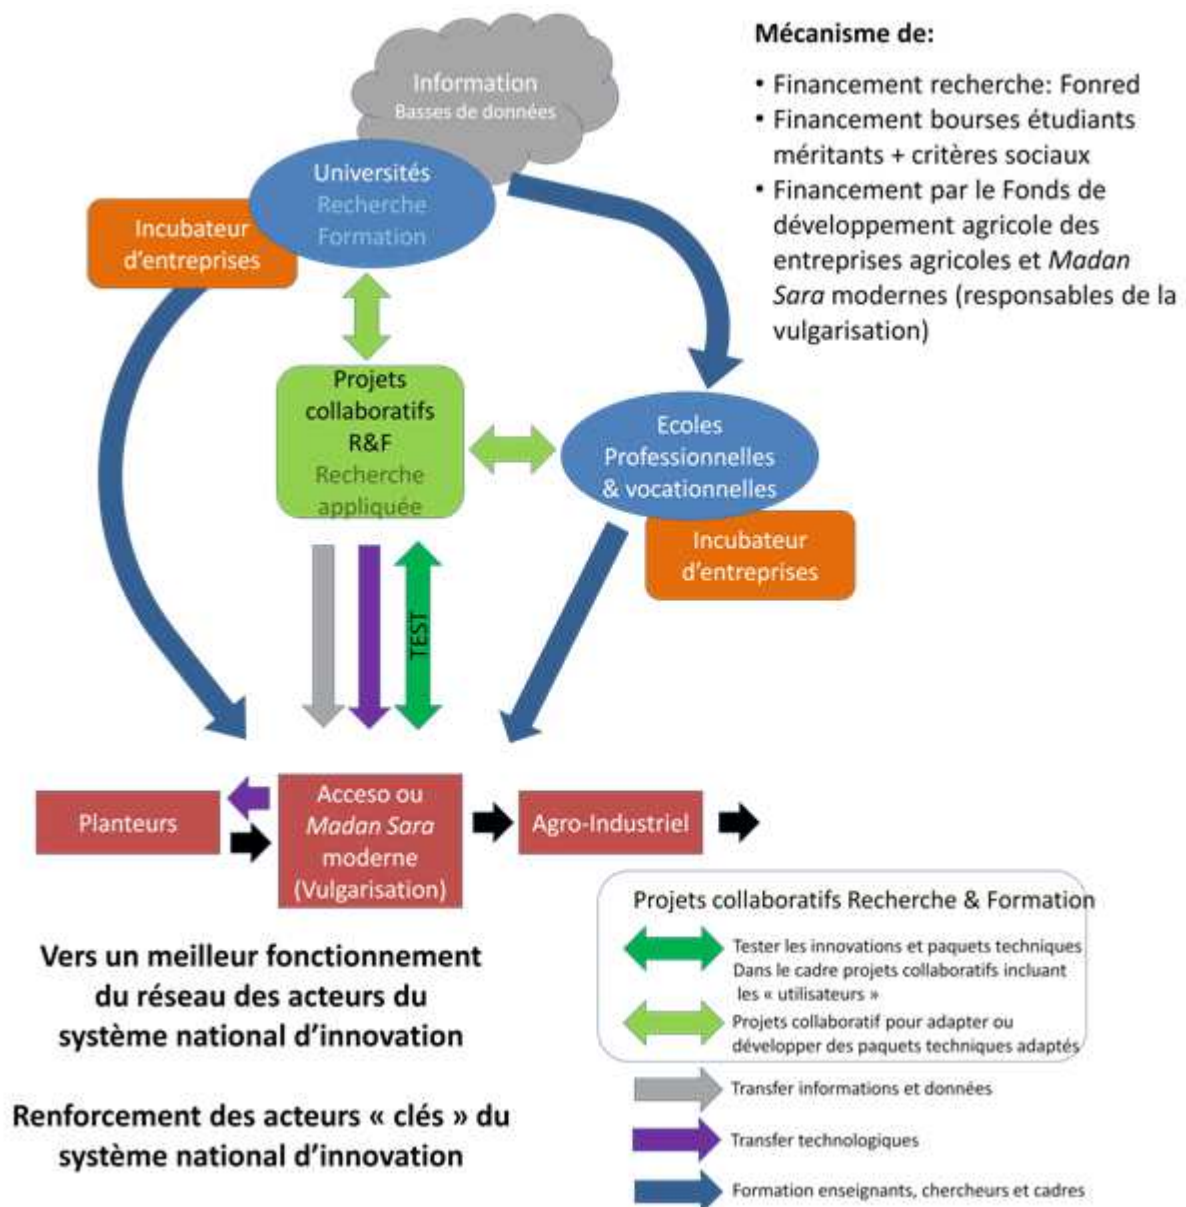 Information
Basses de données
Universités
Recherche
Formation
Incubateur
d'entreprises
Mécanisme de:
• Financement recherche: Fonred
• Financement bourses étudiants
méritants + critères sociaux
• Financement par le Fonds de
développement agricole des
entreprises agricoles et Madan
Sara modernes (responsables de la
vulgarisation)
Projets
collaboratifs
R&F
Recherche
appliquée
Ecoles
Professionnelles
& vocationnelles
Incubateur
d'entreprises
TEST
Planteurs
Acceso ou
Madan Sara
moderne
(Vulgarisation)
Agro-Industriel
Vers un meilleur fonctionnement
du réseau des acteurs du
système national d'innovation
Renforcement des acteurs « clés » du
système national d'innovation
Projets collaboratifs Recherche & Formation
Tester les innovations et paquets techniques
Dans le cadre projets collaboratifs incluant
les « utilisateurs »
Projets collaboratif pour adapter ou
développer des paquets techniques adaptés
Transfer informations et données
Transfer technologiques
Formation enseignants, chercheurs et cadres